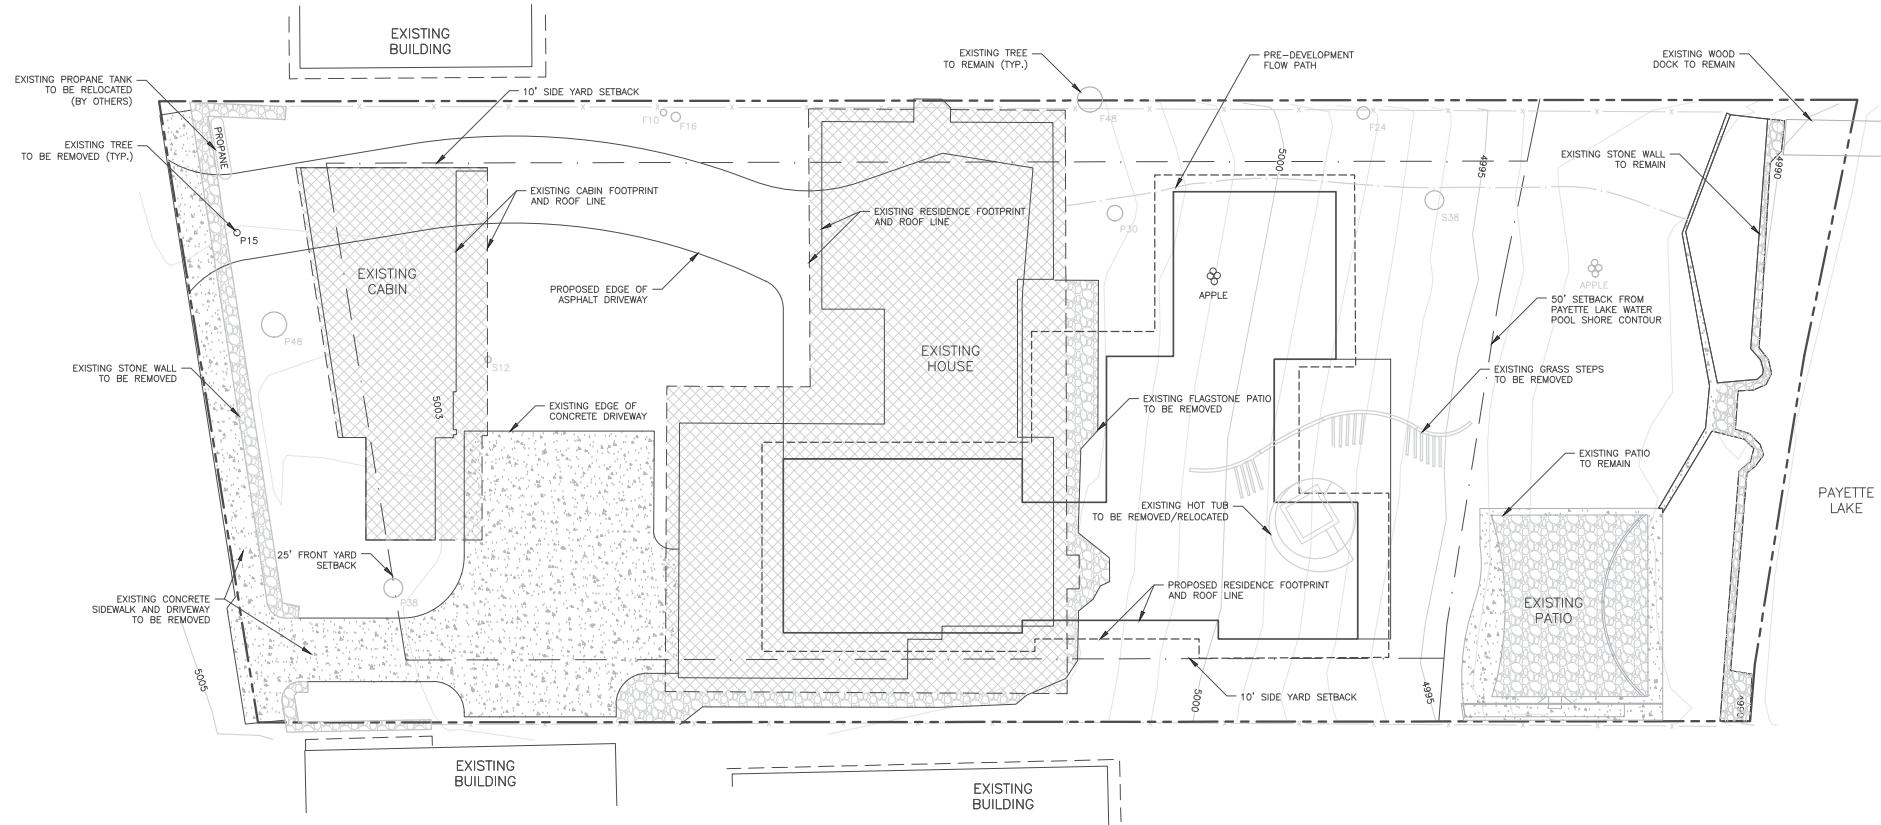 EXISTING
BUILDING
EXISTING TREE
TO REMAIN (TYP.)
PRE-DEVELOPMENT
FLOW PATH
EXISTING WOOD
DOCK TO REMAIN
EXISTING PROPANE TANK
TO BE RELOCATED
(BY OTHERS)
10' SIDE YARD SETBACK
F10
F16
F48
F24
PROPANE
EXISTING TREE
TO BE REMOVED (TYP.)
5000
4995
4990
EXISTING STONE WALL
TO REMAIN
EXISTING CABIN FOOTPRINT
AND ROOF LINE
EXISTING RESIDENCE FOOTPRINT
AND ROOF LINE
P30
S38
P15
EXISTING
CABIN
PROPOSED EDGE OF
ASPHALT DRIVEWAY
APPLE
APPLE
50' SETBACK FROM
PAYETTE LAKE WATER
POOL SHORE CONTOUR
P48
S12
EXISTING
HOUSE
EXISTING STONE WALL
TO BE REMOVED
EXISTING GRASS STEPS
TO BE REMOVED
5003
EXISTING EDGE OF
CONCRETE DRIVEWAY
EXISTING FLAGSTONE PATIO
TO BE REMOVED
EXISTING PATIO
TO REMAIN
PAYETTE
LAKE
EXISTING HOT TUB
TO BE REMOVED/RELOCATED
25' FRONT YARD
SETBACK
P38
PROPOSED RESIDENCE FOOTPRINT
AND ROOF LINE
EXISTING CONCRETE
SIDEWALK AND DRIVEWAY
TO BE REMOVED
EXISTING
PATIO
5005
5000
10' SIDE YARD SETBACK
4995
4990
EXISTING
BUILDING
EXISTING
BUILDING